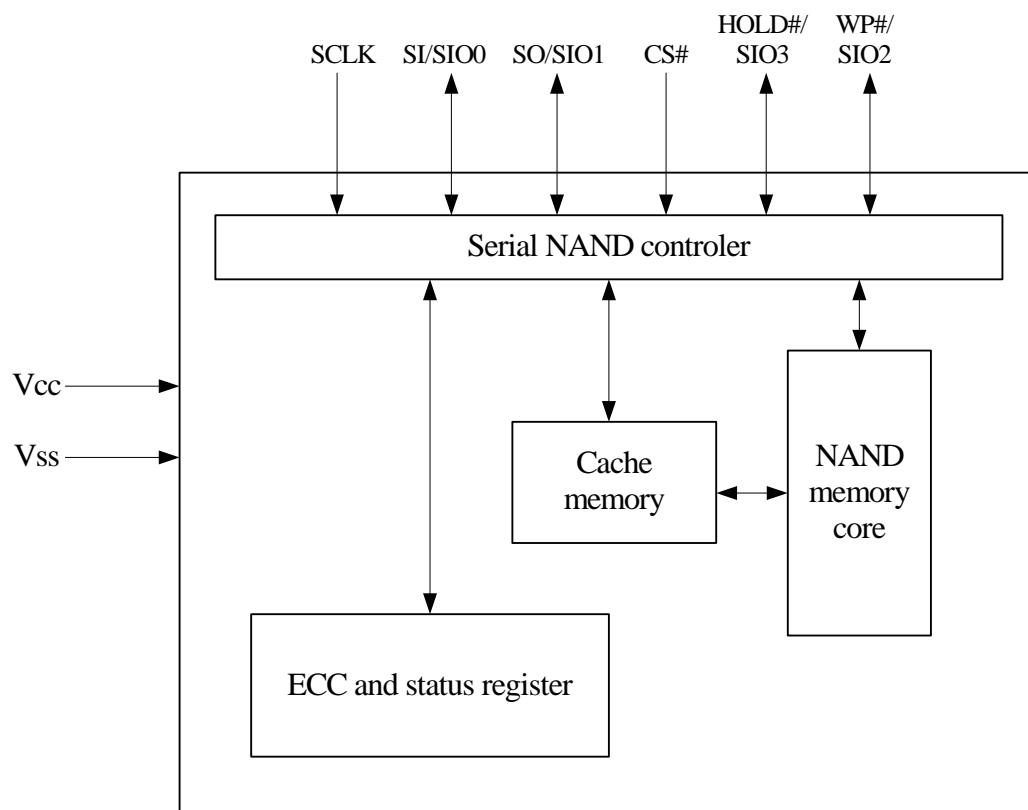 HOLD#/ WP#/
SCLK SI/SIO0 SO/SIO1 CS# SIO3 SIO2
Serial NAND controler
Vcc
Vss
Cache
memory
NAND
memory
core
ECC and status register